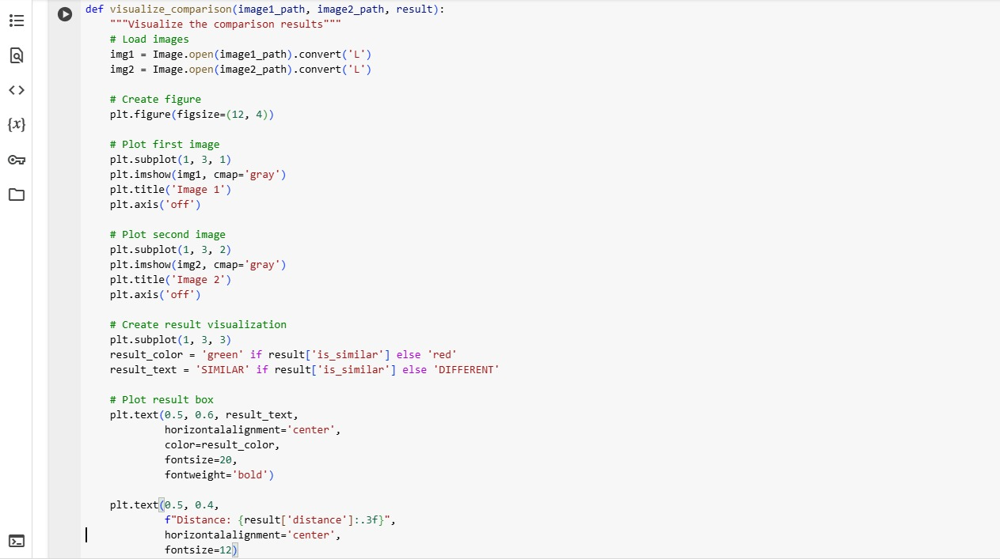 def visualize_comparison(image1_path, image2_path, result):
    """Visualize the comparison results"""
    # Load images
    img1 = Image.open(image1_path).convert('L')
    img2 = Image.open(image2_path).convert('L')

    # Create figure
    plt.figure(figsize=(12, 4))

    # Plot first image
    plt.subplot(1, 3, 1)
    plt.imshow(img1, cmap='gray')
    plt.title('Image 1')
    plt.axis('off')

    # Plot second image
    plt.subplot(1, 3, 2)
    plt.imshow(img2, cmap='gray')
    plt.title('Image 2')
    plt.axis('off')

    # Create result visualization
    plt.subplot(1, 3, 3)
    result_color = 'green' if result['is_similar'] else 'red'
    result_text = 'SIMILAR' if result['is_similar'] else 'DIFFERENT'

    # Plot result box
    plt.text(0.5, 0.6, result_text,
             horizontalalignment='center',
             color=result_color,
             fontsize=20,
             fontweight='bold')

    plt.text(0.5, 0.4,
             f"Distance: {result['distance']:.3f}",
             horizontalalignment='center',
             fontsize=12)